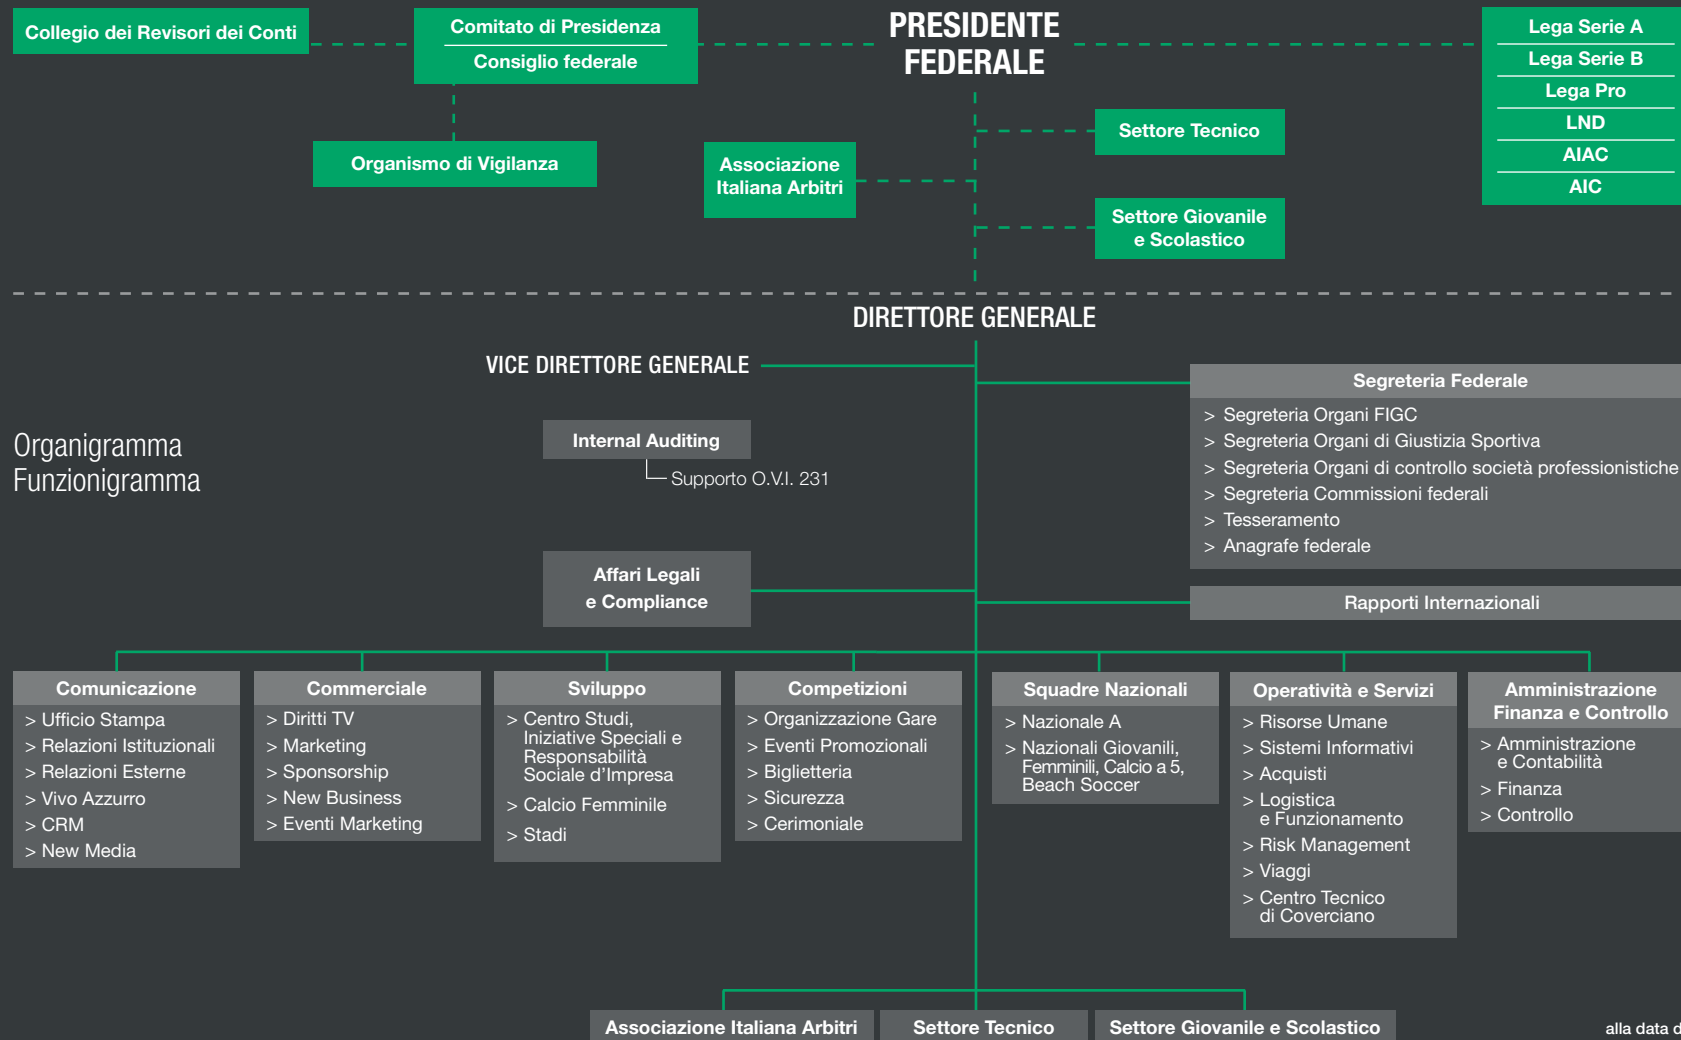 Collegio dei Revisori dei Conti
Comitato di Presidenza
Consiglio federale
PRESIDENTE
FEDERALE
Lega Serie A
Lega Serie B
Lega Pro
LND
AIAC
AIC
Organismo di Vigilanza
Associazione
Italiana Arbitri
Settore Tecnico
Settore Giovanile
e Scolastico
DIRETTORE GENERALE
VICE DIRETTORE GENERALE
Organigramma
Funzionigramma
Internal Auditing
Supporto O.V.I. 231
Segreteria Federale
> Segreteria Organi FIGC
> Segreteria Organi di Giustizia Sportiva
> Segreteria Organi di controllo società professionistiche
> Segreteria Commissioni federali
> Tesseramento
> Anagrafe federale
Affari Legali
e Compliance
Rapporti Internazionali
Comunicazione
> Ufficio Stampa
> Relazioni Istituzionali
> Relazioni Esterne
> Vivo Azzurro
> CRM
> New Media
Commerciale
> Diritti TV
> Marketing
> Sponsorship
> New Business
> Eventi Marketing
Sviluppo
> Centro Studi,
Iniziative Speciali e
Responsabilità
Sociale d'Impresa
> Calcio Femminile
> Stadi
Competizioni
> Organizzazione Gare
> Eventi Promozionali
> Biglietteria
> Sicurezza
> Cerimoniale
Squadre Nazionali
> Nazionale A
> Nazionali Giovanili,
Femminili, Calcio a 5,
Beach Soccer
Operatività e Servizi
> Risorse Umane
> Sistemi Informativi
> Acquisti
> Logistica
e Funzionamento
> Risk Management
> Viaggi
> Centro Tecnico
di Coverciano
Amministrazione
Finanza e Controllo
> Amministrazione
e Contabilità
> Finanza
> Controllo
Associazione Italiana Arbitri
Settore Tecnico
Settore Giovanile e Scolastico
alla data d